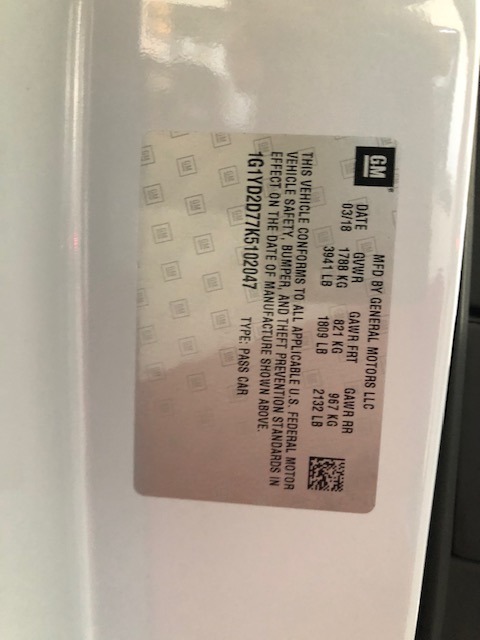 GM
MFD BY GENERAL MOTORS LLC
DATE GVWR GAWR FRT GAWR RR
03/18 1788 KG 821 KG 967 KG
3941 LB 1809 LB 2132 LB
THIS VEHICLE CONFORMS TO ALL APPLICABLE U.S. FEDERAL MOTOR
VEHICLE SAFETY, BUMPER, AND THEFT PREVENTION STANDARDS IN
EFFECT ON THE DATE OF MANUFACTURE SHOWN ABOVE.
1G1YD2D77K5102047 TYPE: PASS CAR